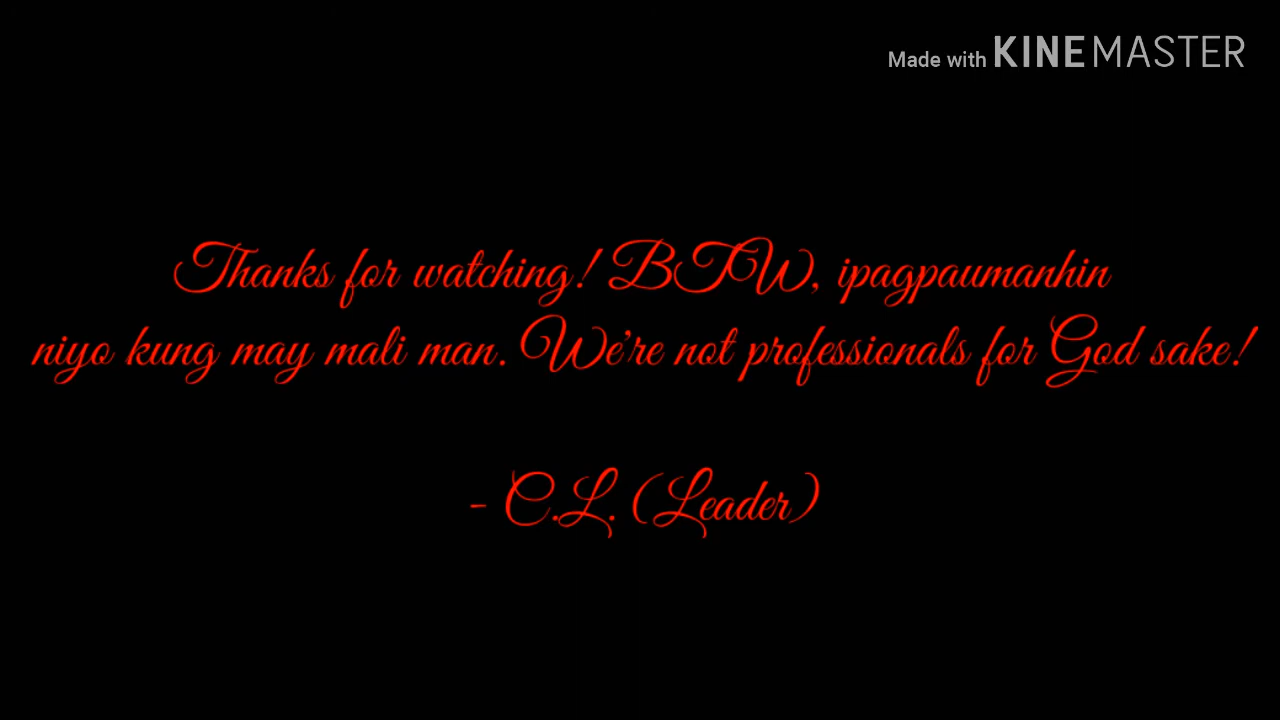 Made with KINEMASTER
Thanks for watching! BTW, ipagpaumanhin
niyo kung may mali man. We're not professionals for God sake!
- C.L. (Leader)